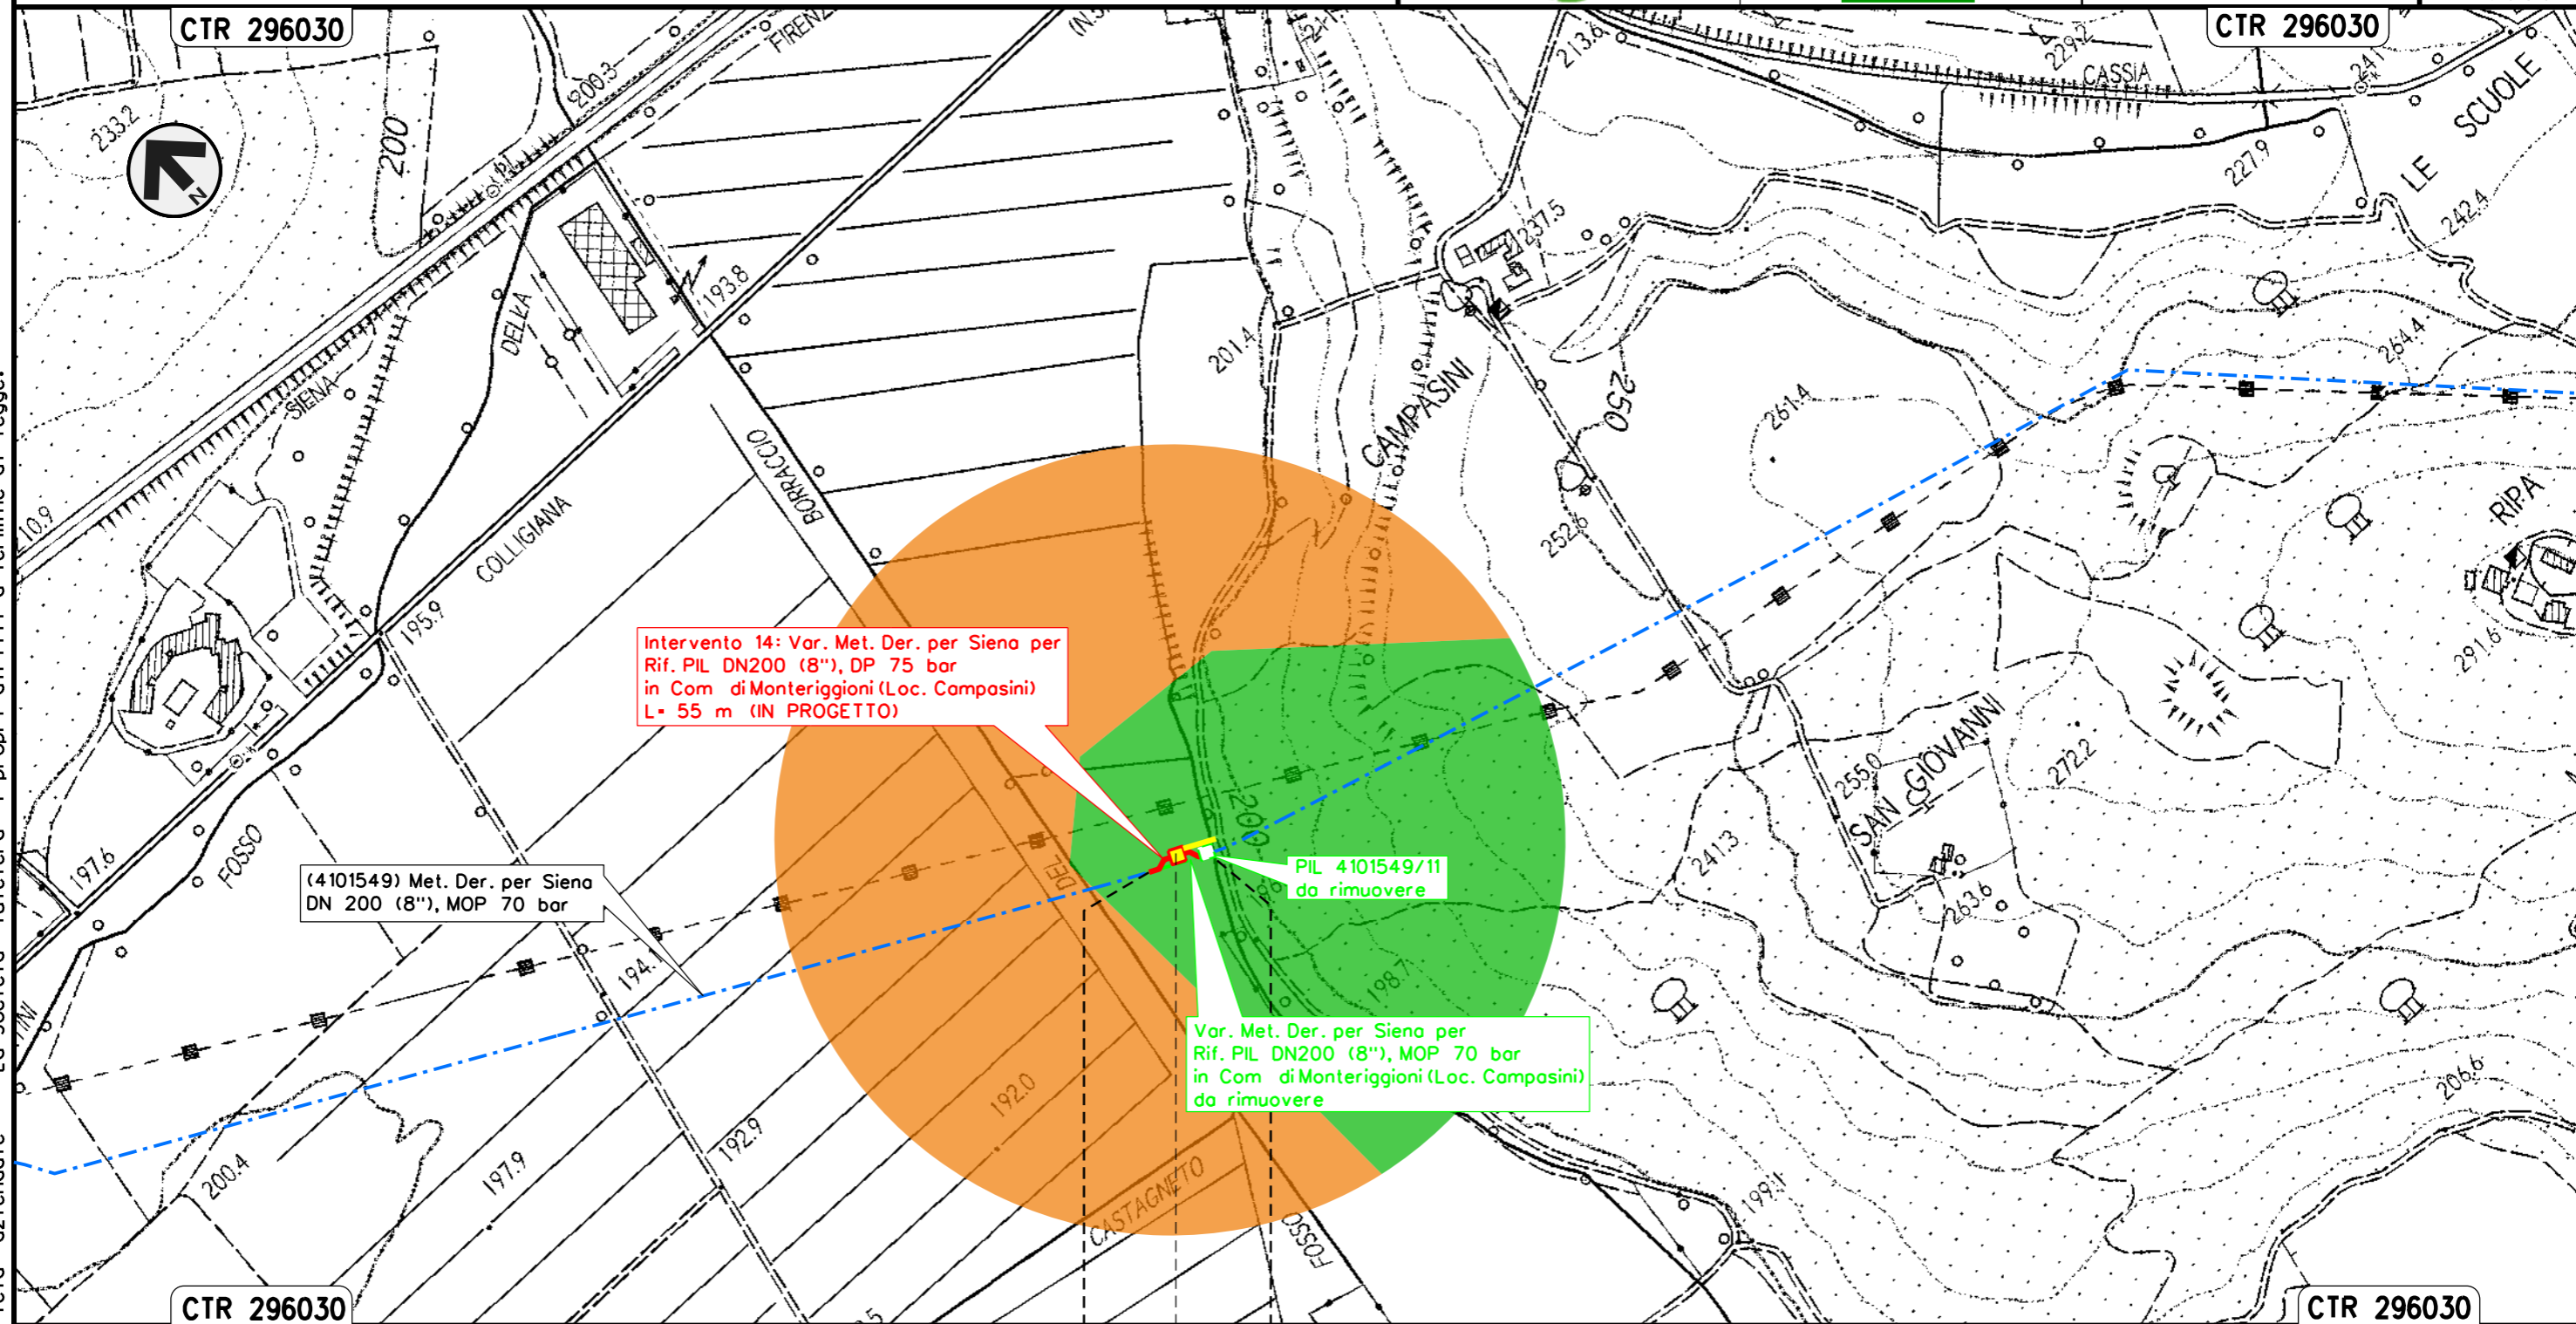 CTR 296030
CTR 296030
FIRENZ
(N.S
213.6
229.2
CASSIA
241
LE SCUOLE
233.2
200
200.3
N
227.9
242.4
237.5
193.8
DELVA
SIENA
201.4
CAMPASINI
250
261.4
264.4
BORRACCIO
COLLIGIANA
252.6
RIPA
10.9
195.9
291.6
Intervento 14: Var. Met. Der. per Siena per
Rif. PIL DN200 (8"), DP 75 bar
in Com di Monteriggioni (Loc. Campasini)
L= 55 m (IN PROGETTO)
SAN GIOVANNI
255.0
272.2
200
241.3
263.6
197.6
FOSSO
DEL
PIL 4101549/11
da rimuovere
(4101549) Met. Der. per Siena
DN 200 (8"), MOP 70 bar
194.1
198.7
Var. Met. Der. per Siena per
Rif. PIL DN200 (8"), MOP 70 bar
in Com di Monteriggioni (Loc. Campasini)
da rimuovere
192.0
192.9
206.6
200.4
197.9
CASTAGNETO
FOSSO
199.1
CTR 296030
CTR 296030